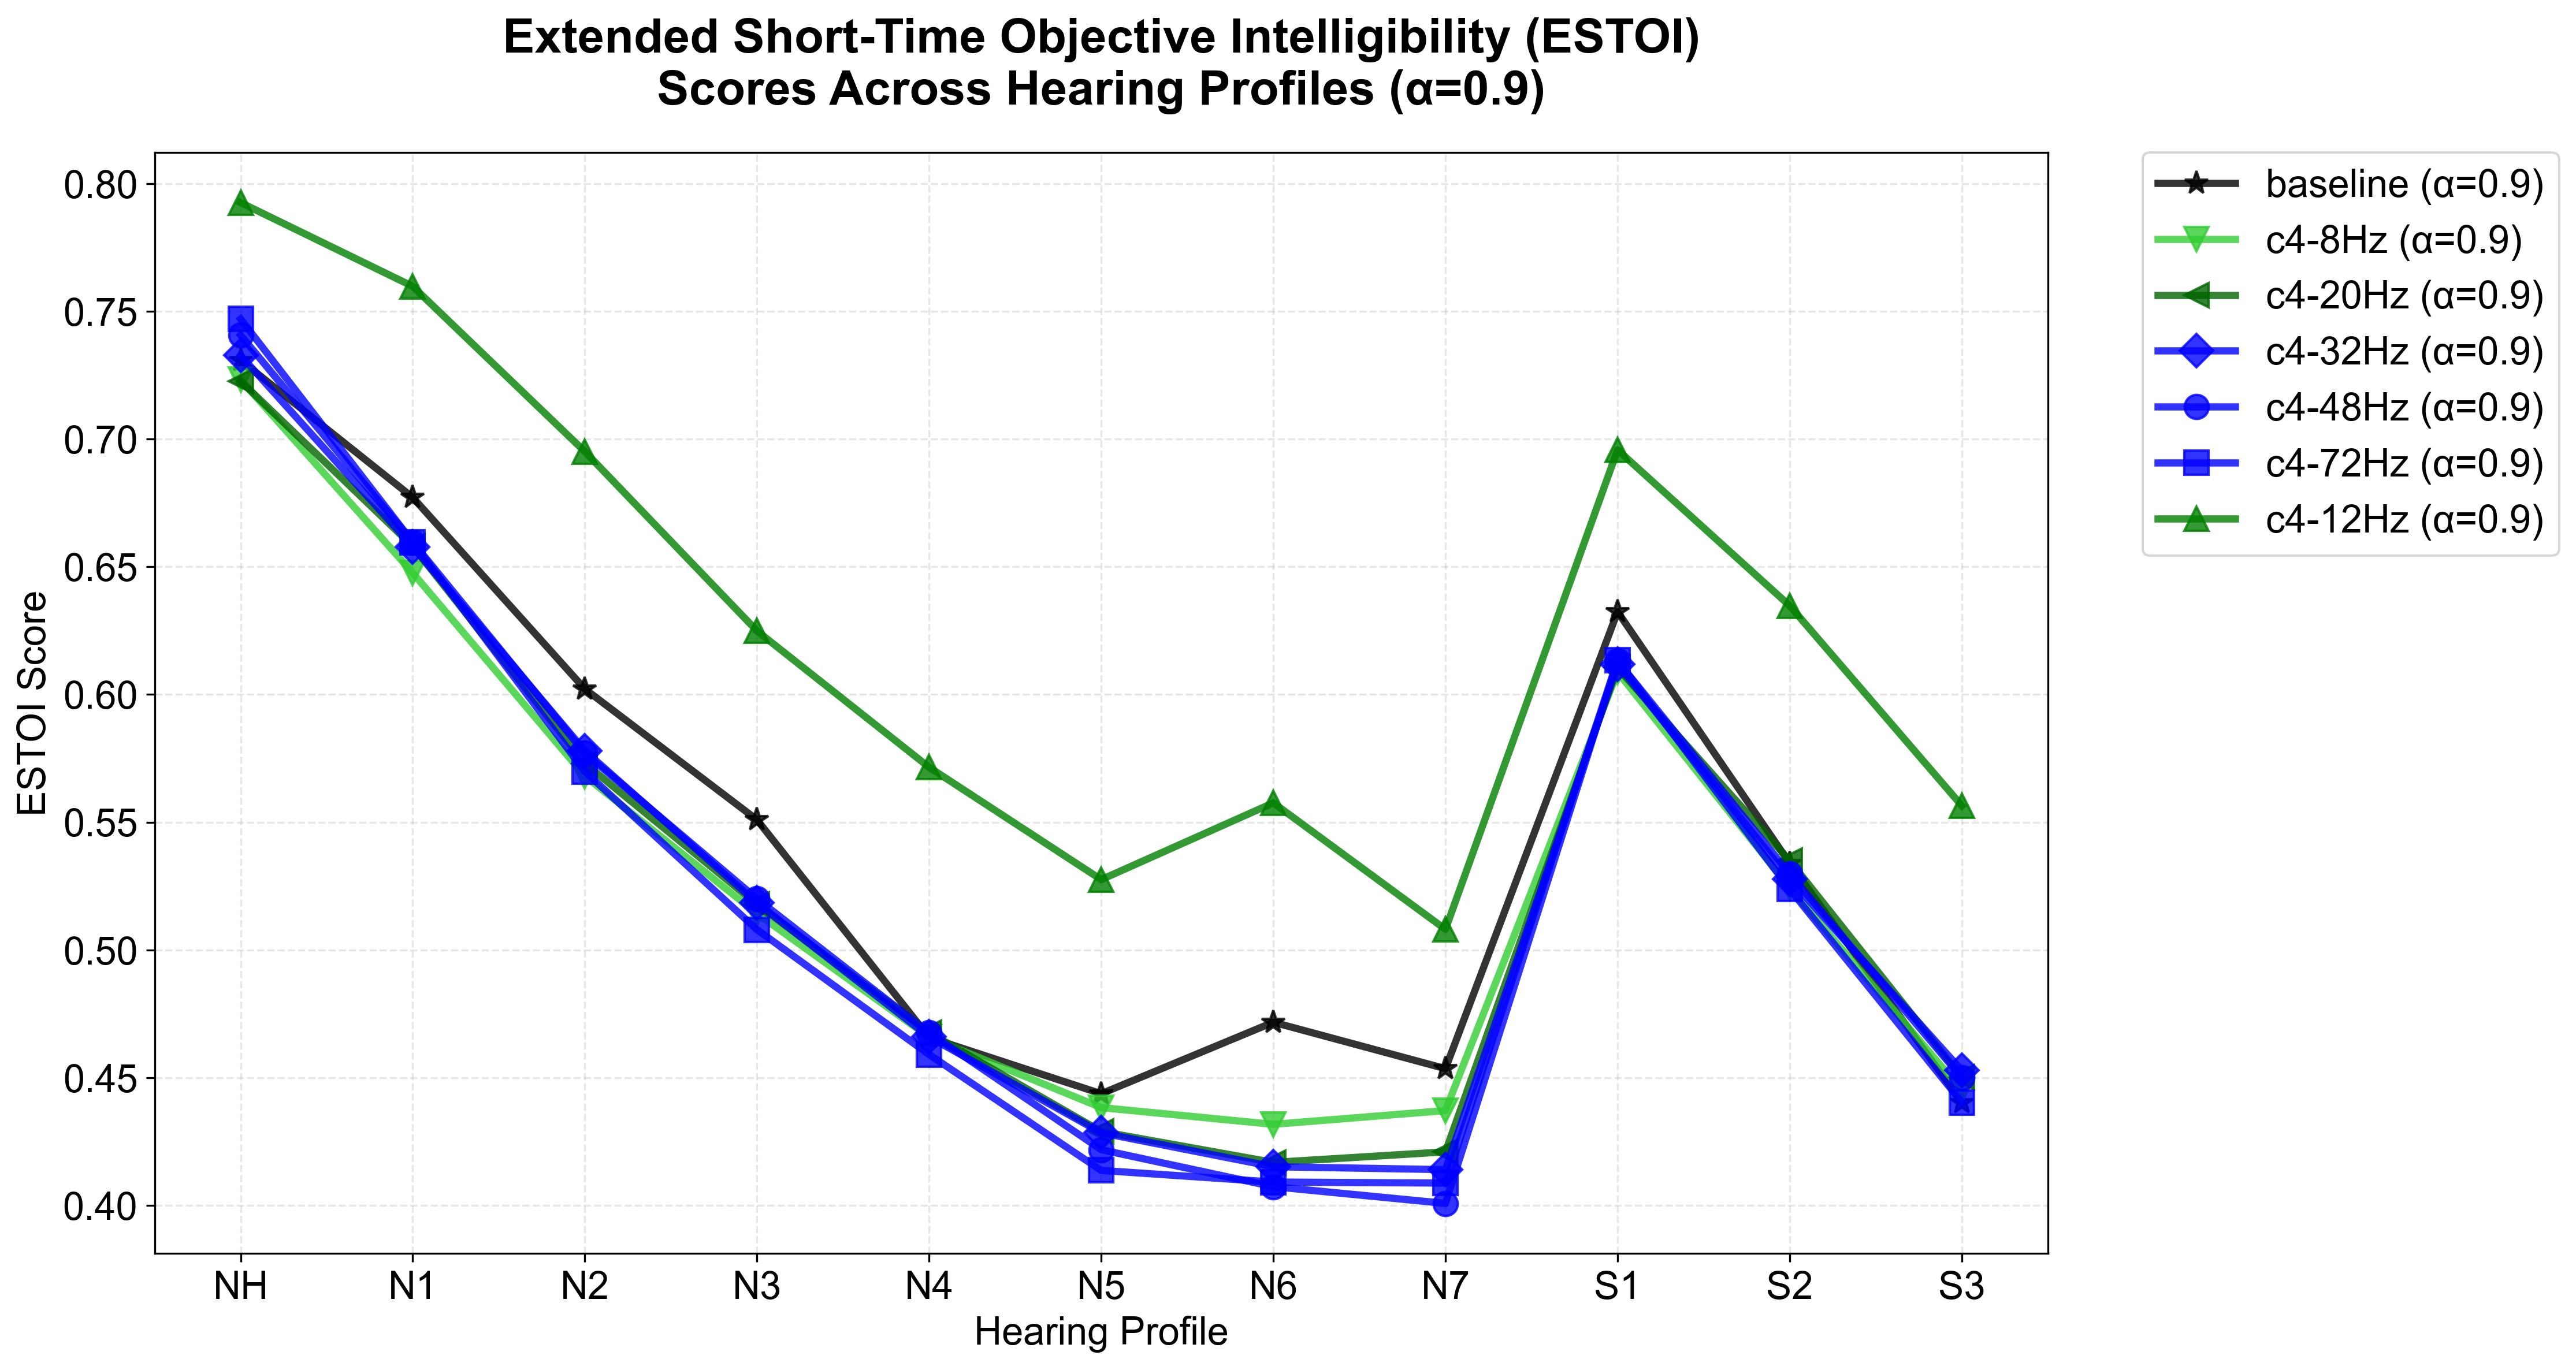 Extended Short-Time Objective Intelligibility (ESTOI)
Scores Across Hearing Profiles (α=0.9)
ESTOI Score
0.80
0.75
0.70
0.65
0.60
0.55
0.50
0.45
0.40
NH N1 N2 N3 N4 N5 N6 N7 S1 S2 S3
Hearing Profile
baseline (α=0.9)
c4-8Hz (α=0.9)
c4-20Hz (α=0.9)
c4-32Hz (α=0.9)
c4-48Hz (α=0.9)
c4-72Hz (α=0.9)
c4-12Hz (α=0.9)